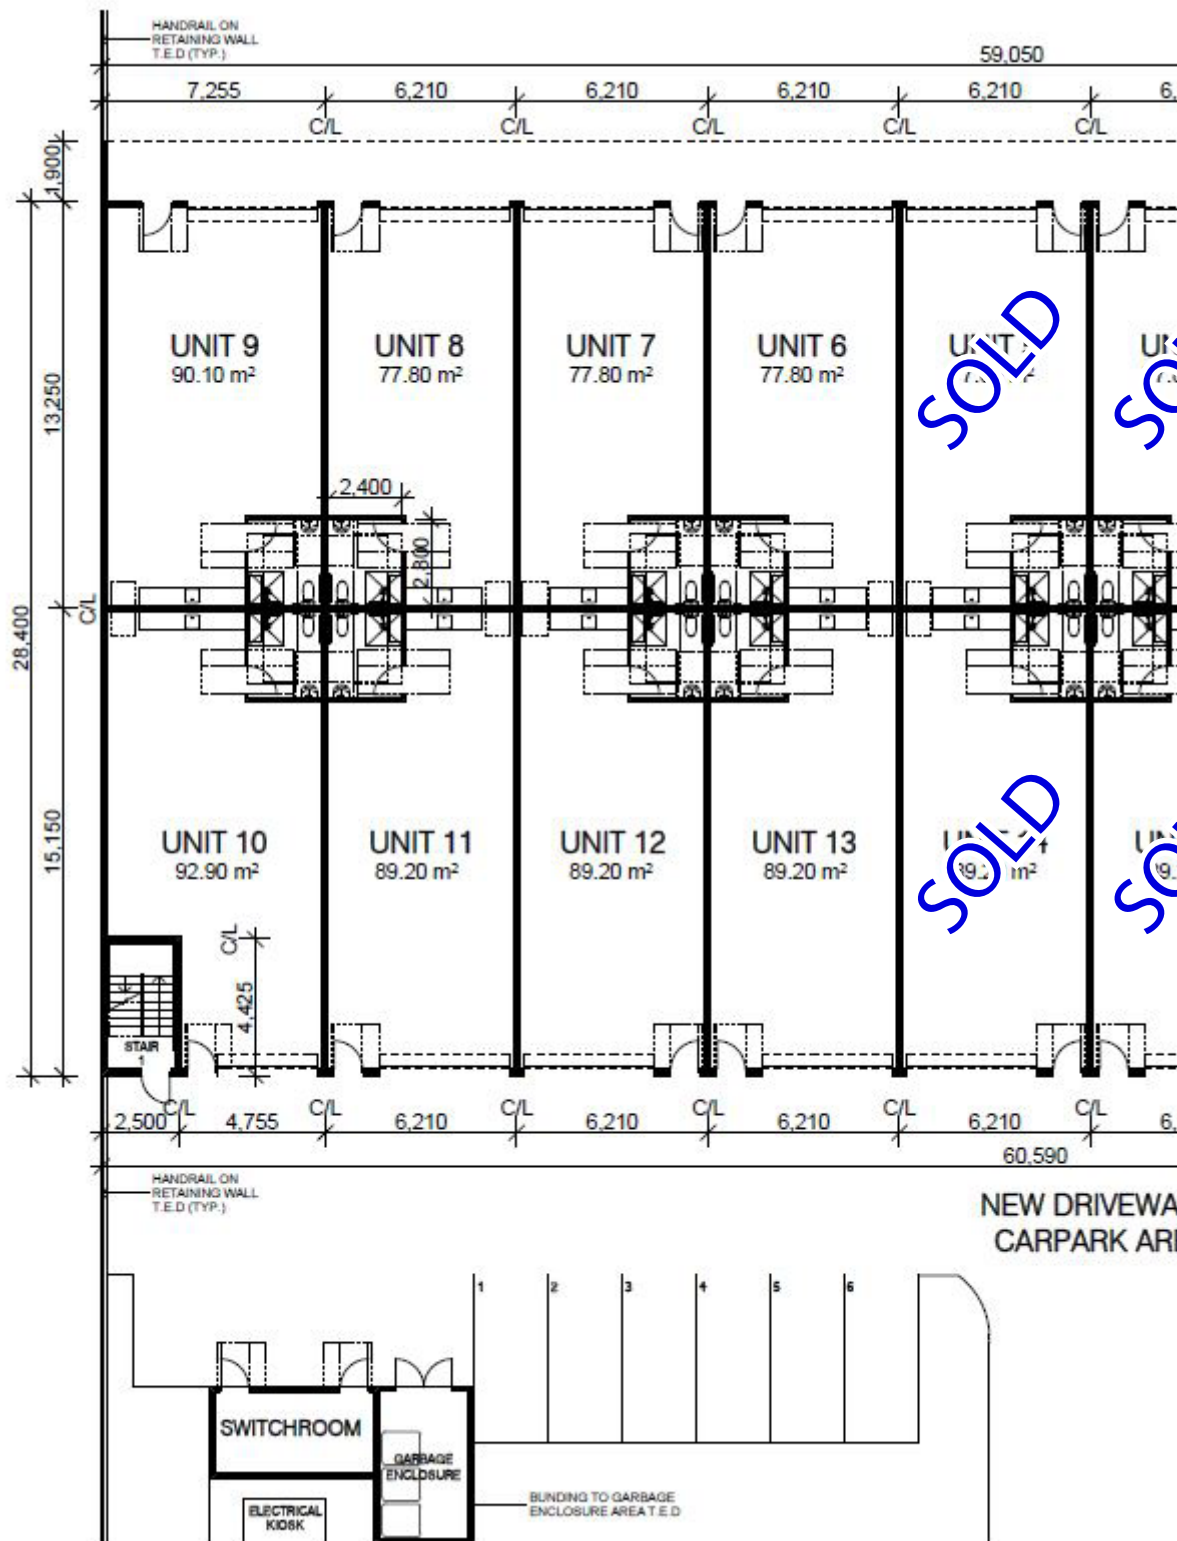 HANDRAIL ON
RETAINING WALL
T.E.D (TYP.)
59,050
7,255 6,210 6,210 6,210 6,210 6,
C/L C/L C/L C/L C/L
1,900
UNIT 9 UNIT 8 UNIT 7 UNIT 6
90.10 m² 77.80 m² 77.80 m² 77.80 m²
SOLD SOLD
13,250
2,400
2,800
C/L
28,400
15,150
UNIT 10 UNIT 11 UNIT 12 UNIT 13
92.90 m² 89.20 m² 89.20 m² 89.20 m²
SOLD SOLD
C/L
4,425
STAIR
1
C/L C/L C/L C/L C/L C/L
2,500 4,755 6,210 6,210 6,210 6,210 6,
60,590
HANDRAIL ON
RETAINING WALL
T.E.D (TYP.)
NEW DRIVEWA
CARPARK ARE
1 2 3 4 5 6
SWITCHROOM
GARBAGE
ENCLOSURE
ELECTRICAL
KIOSK
BUNDING TO GARBAGE
ENCLOSURE AREA T.E.D